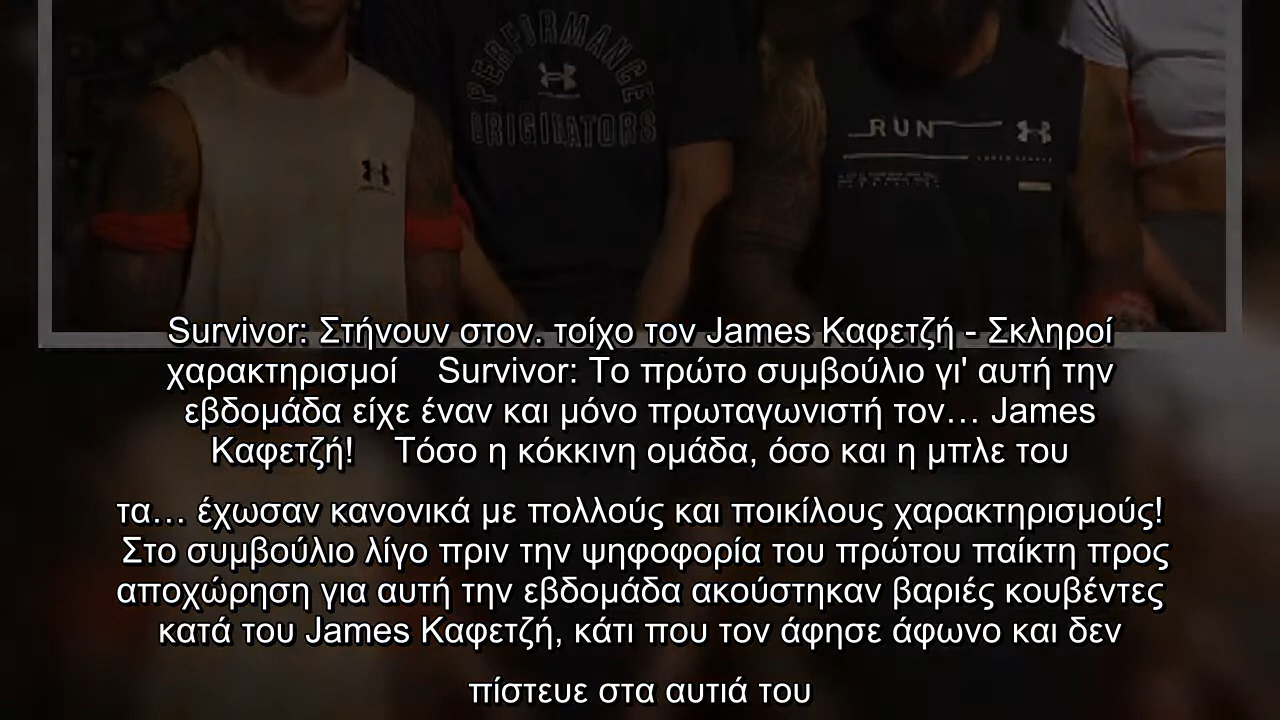 PERFORMANCE
ORIGINATORS
RUN
Survivor: Στήνουν στον. τοίχο τον James Καφετζή - Σκληροί
χαρακτηρισμοί Survivor: Το πρώτο συμβούλιο γι' αυτή την
εβδομάδα είχε έναν και μόνο πρωταγωνιστή τον… James
Καφετζή! Τόσο η κόκκινη ομάδα, όσο και η μπλε του
τα… έχωσαν κανονικά με πολλούς και ποικίλους χαρακτηρισμούς!
Στο συμβούλιο λίγο πριν την ψηφοφορία του πρώτου παίκτη προς
αποχώρηση για αυτή την εβδομάδα ακούστηκαν βαριές κουβέντες
κατά του James Καφετζή, κάτι που τον άφησε άφωνο και δεν
πίστευε στα αυτιά του